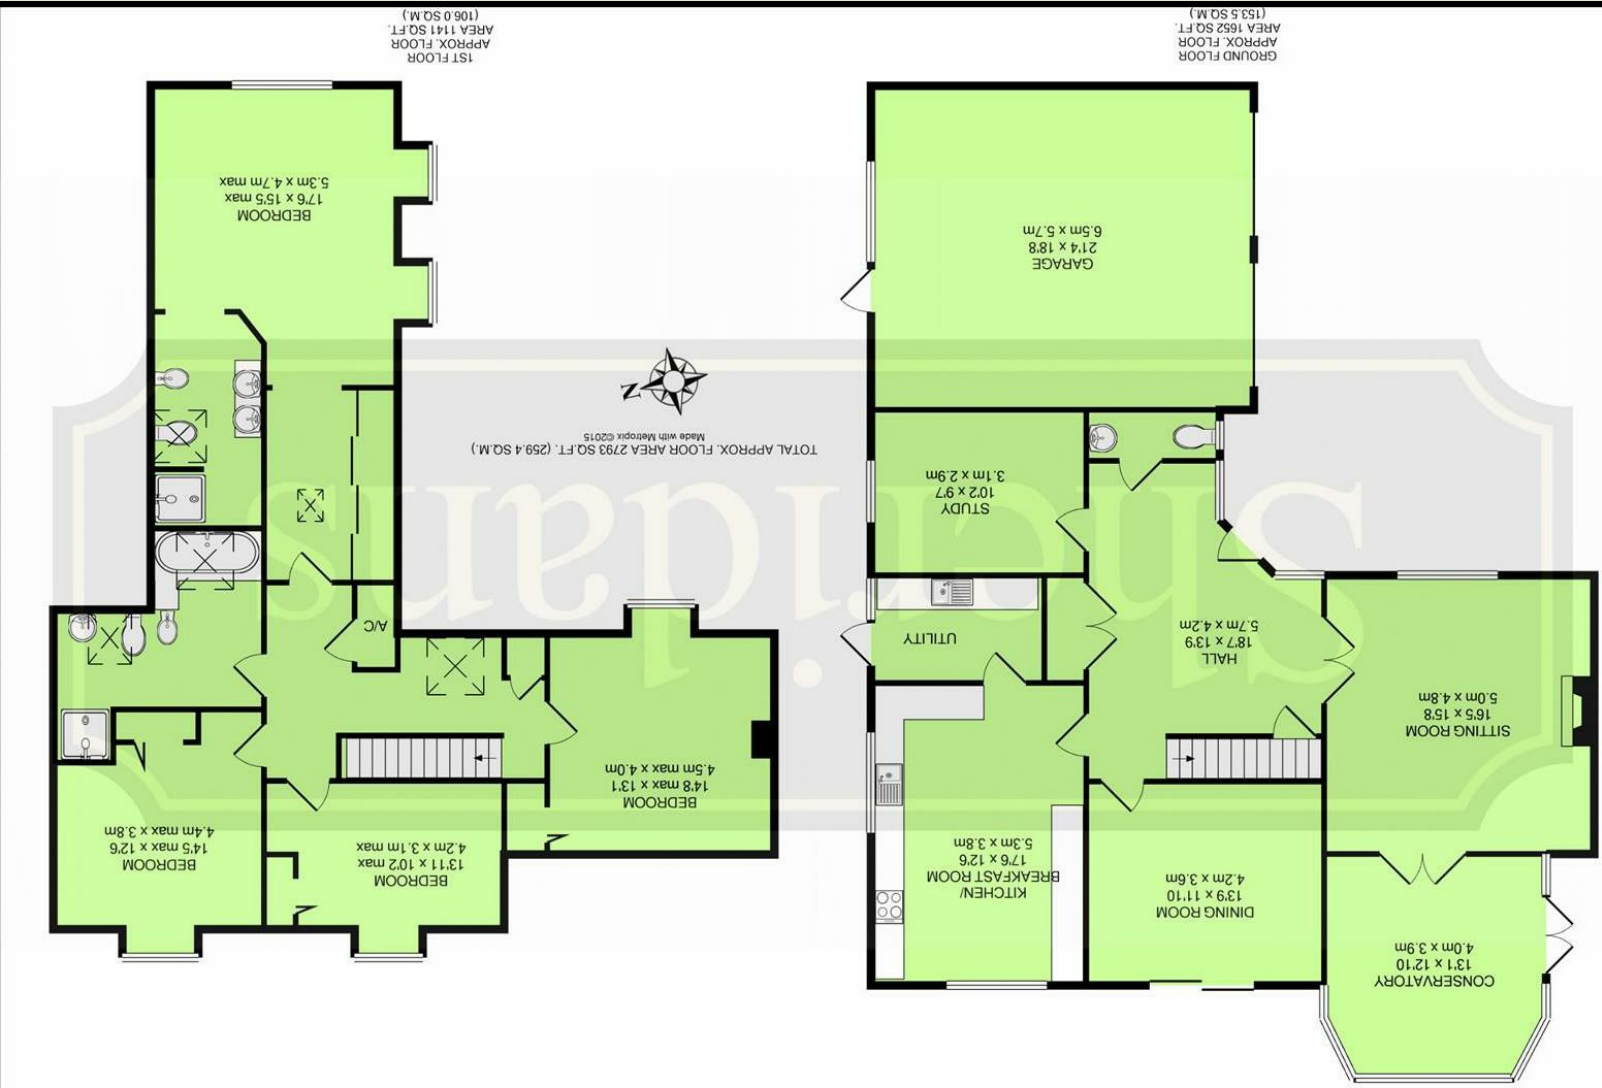 GROUND FLOOR
APPROX. FLOOR
AREA 1652 SQ.FT.
(153.5 SQ.M.)
CONSERVATORY
13'1 x 12'10
4.0m x 3.9m
DINING ROOM
13'9 x 11'10
4.2m x 3.6m
KITCHEN/
BREAKFAST ROOM
17'6 x 12'6
5.3m x 3.8m
SITTING ROOM
16'5 x 15'8
5.0m x 4.8m
HALL
18'7 x 13'9
5.7m x 4.2m
UTILITY
STUDY
10'2 x 9'7
3.1m x 2.9m
GARAGE
21'4 x 18'8
6.5m x 5.7m
1ST FLOOR
APPROX. FLOOR
AREA 1141 SQ.FT.
(106.0 SQ.M.)
BEDROOM
13'11 x 10'2 max
4.2m x 3.1m max
BEDROOM
14'5 max x 12'6
4.4m max x 3.8m
BEDROOM
14'8 max x 13'1
4.5m max x 4.0m
A/C
BEDROOM
17'6 x 15'5 max
5.3m x 4.7m max
TOTAL APPROX. FLOOR AREA 2793 SQ.FT. (259.4 SQ.M.)
Made with Metropix ©2015
N
Sheridans